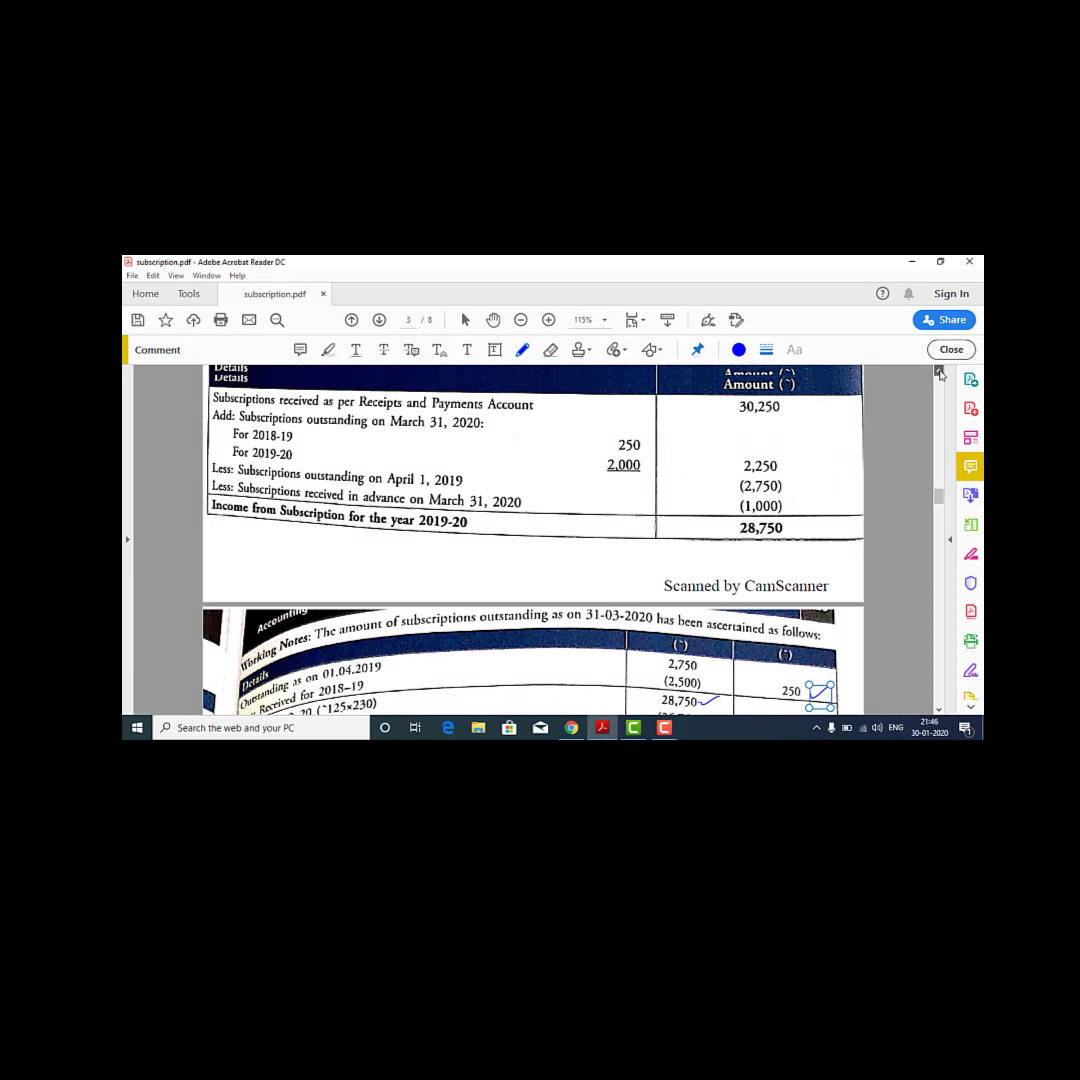 subscription.pdf - Adobe Acrobat Reader DC
File Edit View Window Help
Home Tools subscription.pdf × Sign In
3 / 8 115% Share
Comment Aa Close
Details Amount (`)
Details Amount (`)
Subscriptions received as per Receipts and Payments Account 30,250
Add: Subscriptions outstanding on March 31, 2020:
For 2018-19 250
For 2019-20 2,000 2,250
Less: Subscriptions outstanding on April 1, 2019 (2,750)
Less: Subscriptions received in advance on March 31, 2020 (1,000)
Income from Subscription for the year 2019-20 28,750
Scanned by CamScanner
Accounting
Working Notes: The amount of subscriptions outstanding as on 31-03-2020 has been ascertained as follows:
Details (`) (`)
Outstanding as on 01.04.2019 2,750
Received for 2018–19 (2,500) 250
(`125×230) 28,750
Search the web and your PC ENG 21:46
30-01-2020